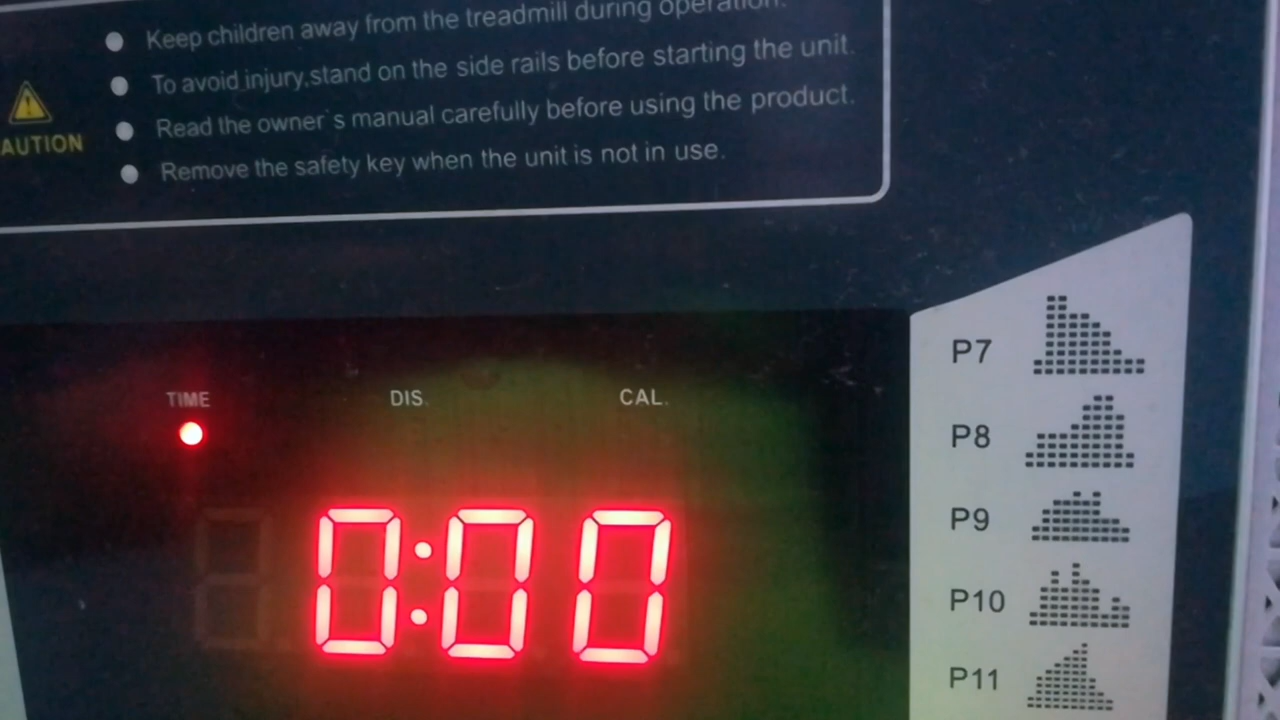 Keep children away from the treadmill during operation.
To avoid injury,stand on the side rails before starting the unit.
Read the owner`s manual carefully before using the product.
Remove the safety key when the unit is not in use.
AUTION
TIME DIS. CAL.
0:00
P7
P8
P9
P10
P11